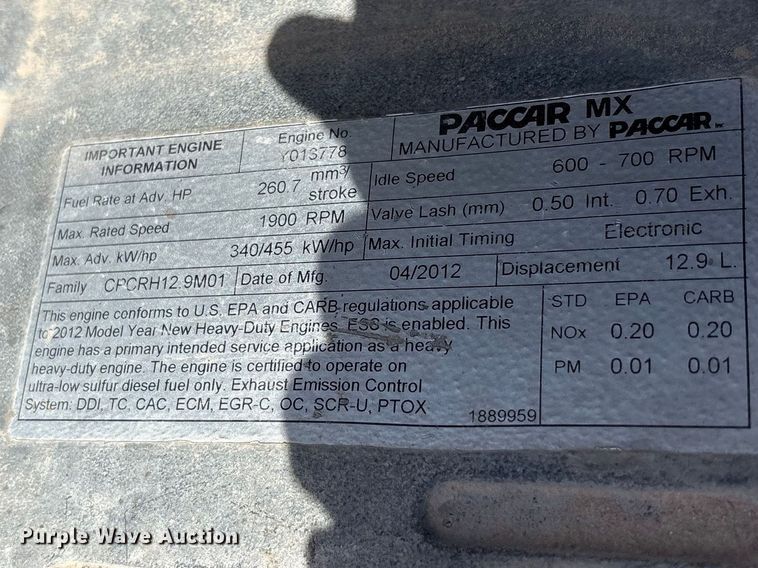 IMPORTANT ENGINE INFORMATION
Engine No. Y013778
PACCAR MX
MANUFACTURED BY PACCAR Inc
Fuel Rate at Adv. HP 260.7 mm3/stroke
Idle Speed 600 - 700 RPM
Max. Rated Speed 1900 RPM
Valve Lash (mm) 0.50 Int. 0.70 Exh.
Max. Adv. kW/hp 340/455 kW/hp
Max. Initial Timing Electronic
Family CPCRH12.9M01
Date of Mfg. 04/2012
Displacement 12.9 L.
This engine conforms to U.S. EPA and CARB regulations applicable
to 2012 Model Year New Heavy-Duty Engines. ESS is enabled. This
engine has a primary intended service application as a heavy
heavy-duty engine. The engine is certified to operate on
ultra-low sulfur diesel fuel only. Exhaust Emission Control
System. DDI, TC, CAC, ECM, EGR-C, OC, SCR-U, PTOX
1889959
STD EPA CARB
NOx 0.20 0.20
PM 0.01 0.01
Purple Wave Auction